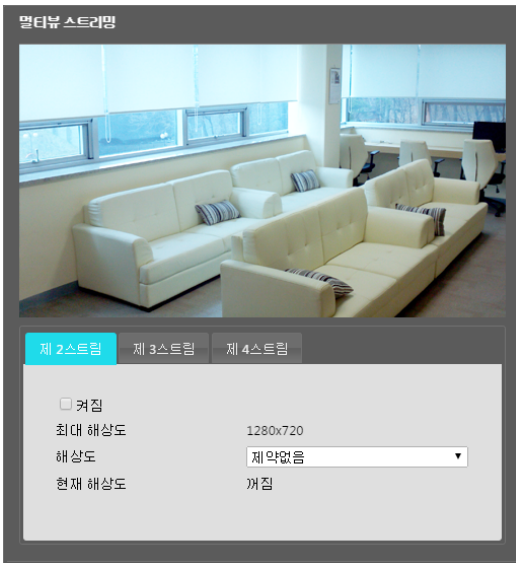 멀티뷰 스트리밍
제 2스트림 제 3스트림 제 4스트림
켜짐
최대 해상도 1280x720
해상도 제약없음
현재 해상도 꺼짐